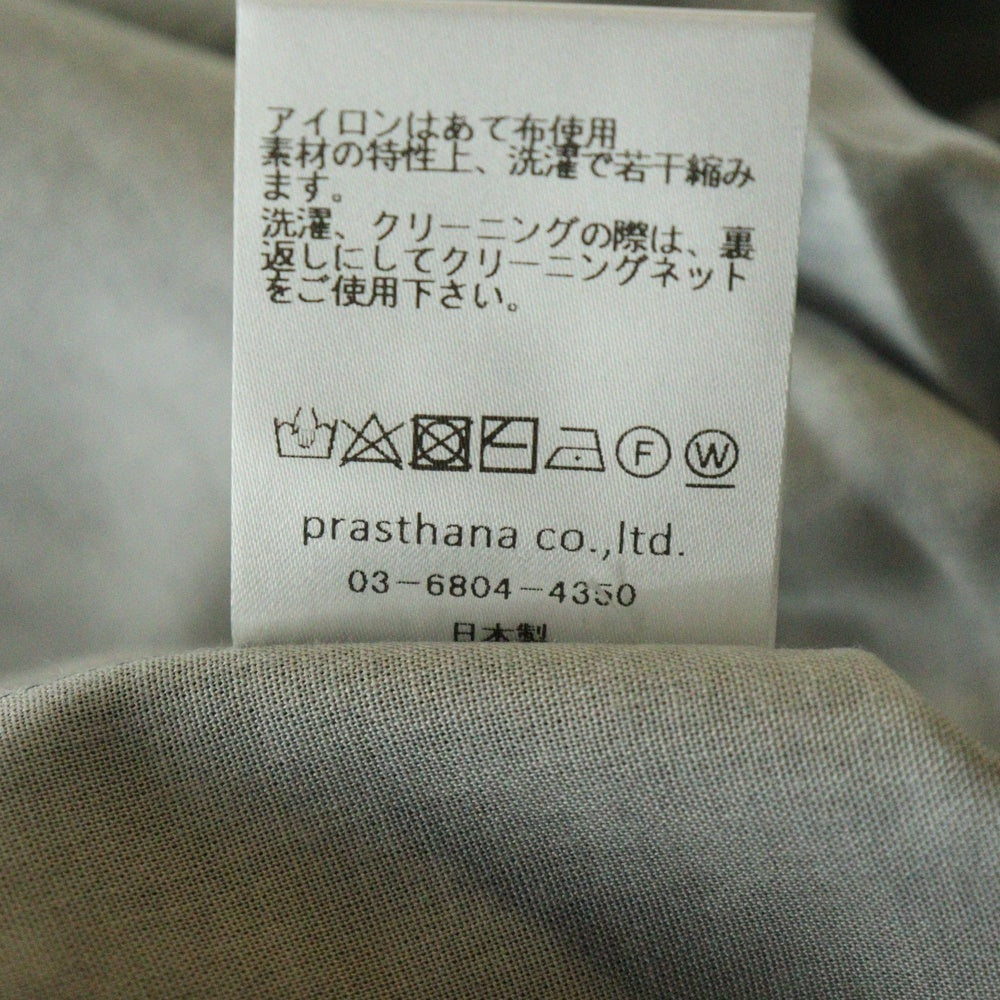 アイロンはあて布使用
素材の特性上、洗濯で若干縮み
ます。
洗濯、クリーニングの際は、裏
返しにしてクリーニングネット
をご使用下さい。
F W
prasthana co.,ltd.
03-6804-4350
日本製